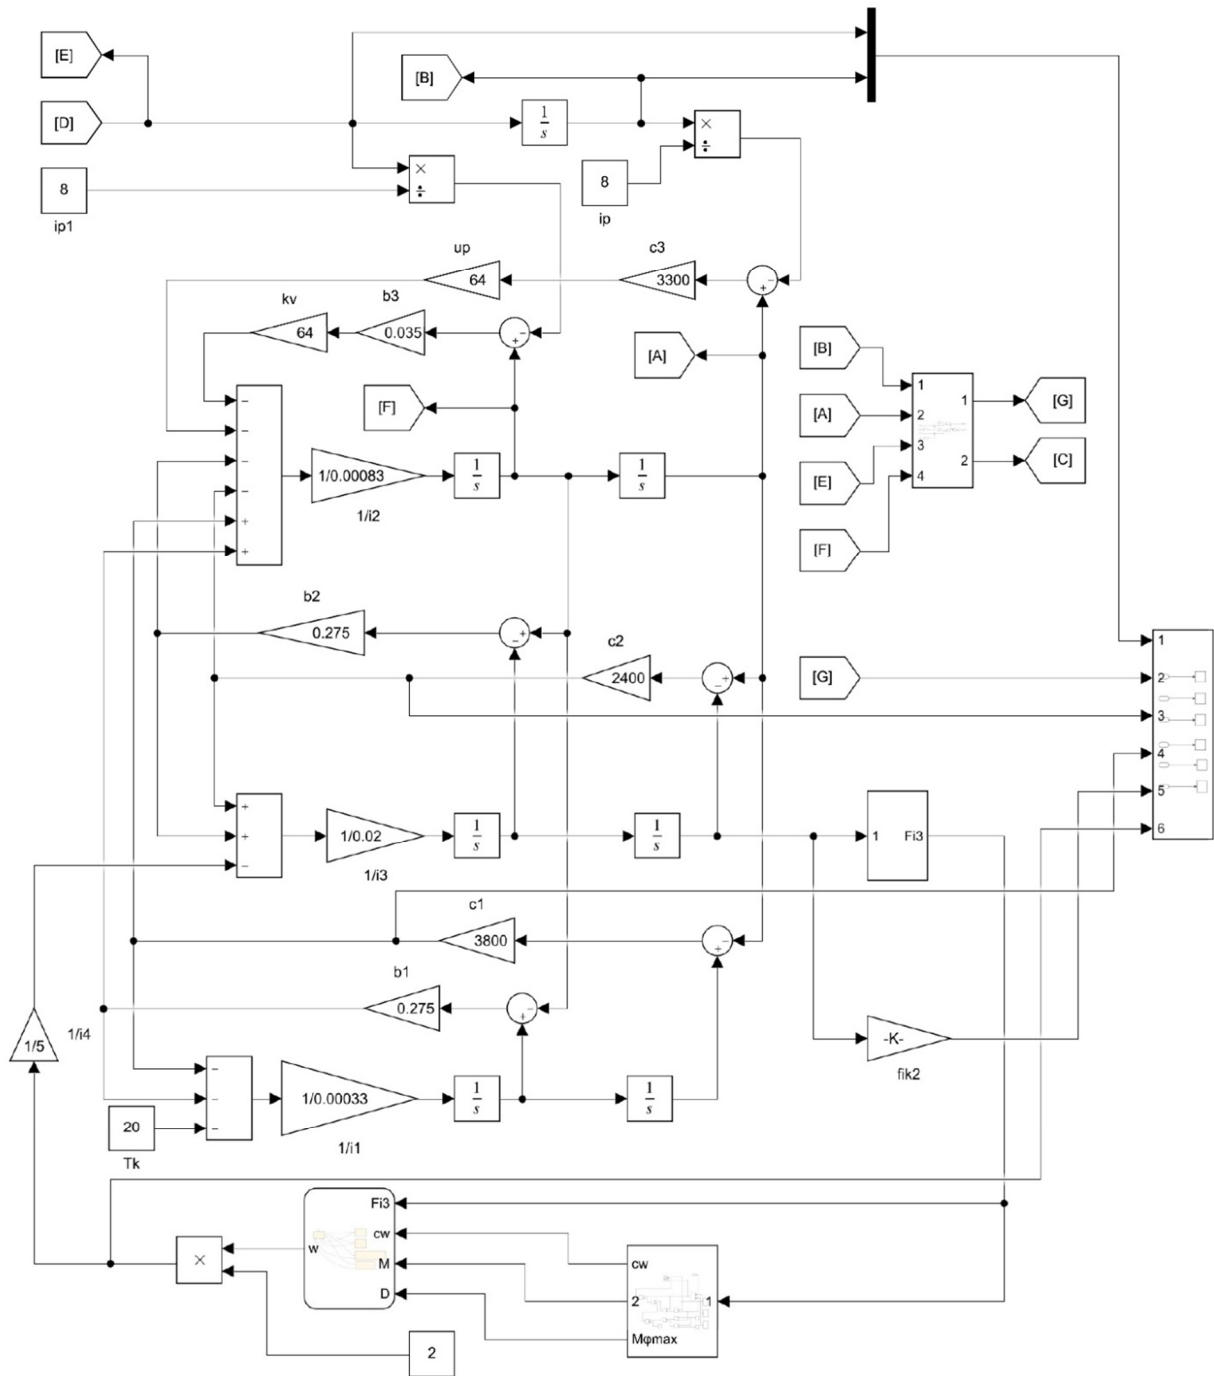 [E]
[B]
[D]
1
s
×
÷
×
÷
8
ip1
8
ip
up
c3
64
3300
−
+
kv
b3
64
0.035
−
+
[A]
[B]
[F]
1
2
3
4
1
2
[A]
[G]
[E]
[C]
[F]
−
−
−
−
+
+
1/0.00083
1
s
1
s
1/i2
b2
0.275
−
+
c2
2400
−
+
[G]
1
2
3
4
5
6
+
+
−
1/0.02
1
s
1
s
1/i3
1
Fi3
c1
3800
−
+
b1
0.275
−
+
1/5
1/i4
-K-
fik2
−
−
−
1/0.00033
1
s
1
s
1/i1
20
Tk
Fi3
cw
M
D
w
×
cw
2
1
Mφmax
2